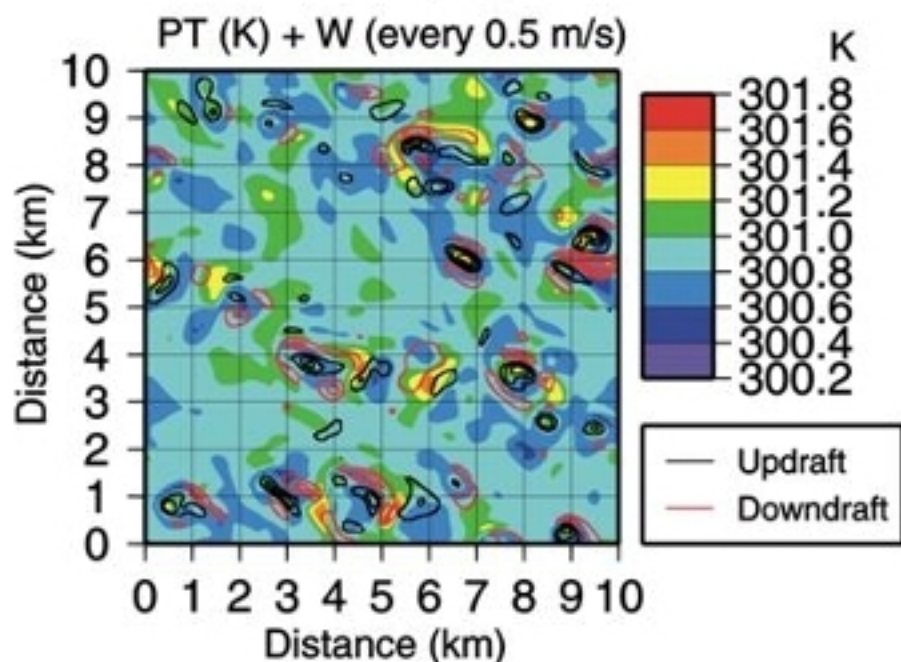 PT (K) + W (every 0.5 m/s)
K
10
9
8
7
6
5
4
3
2
1
0
Distance (km)
0 1 2 3 4 5 6 7 8 9 10
Distance (km)
301.8
301.6
301.4
301.2
301.0
300.8
300.6
300.4
300.2
Updraft
Downdraft